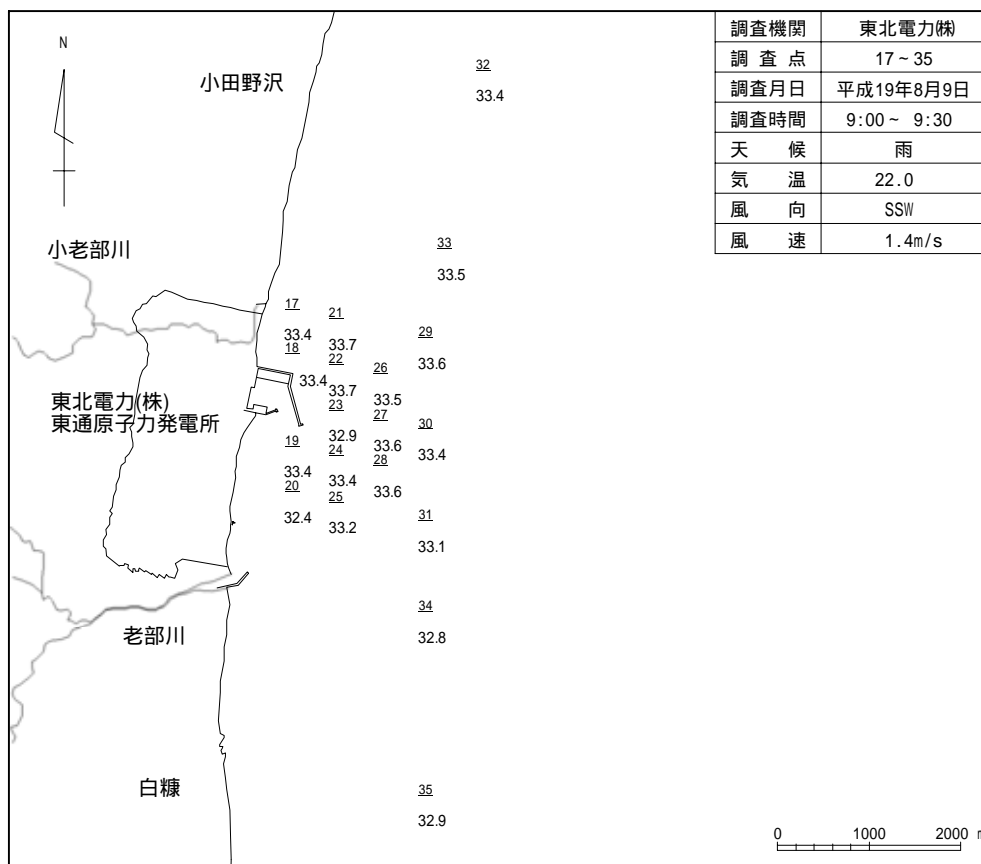 N
小田野沢
32
33.4
調査機関 東北電力(株)
調査点 17~35
調査月日 平成19年8月9日
調査時間 9:00~ 9:30
天候 雨
気温 22.0
風向 SSW
風速 1.4m/s
小老部川
33
33.5
17
33.4
21
33.7
29
33.6
18
33.4
22
33.7
26
33.5
東北電力(株)
東通原子力発電所
23
32.9
27
33.6
30
33.4
19
33.4
24
33.4
28
33.6
20
32.4
25
33.2
31
33.1
34
32.8
老部川
白糠
35
32.9
0 1000 2000 m